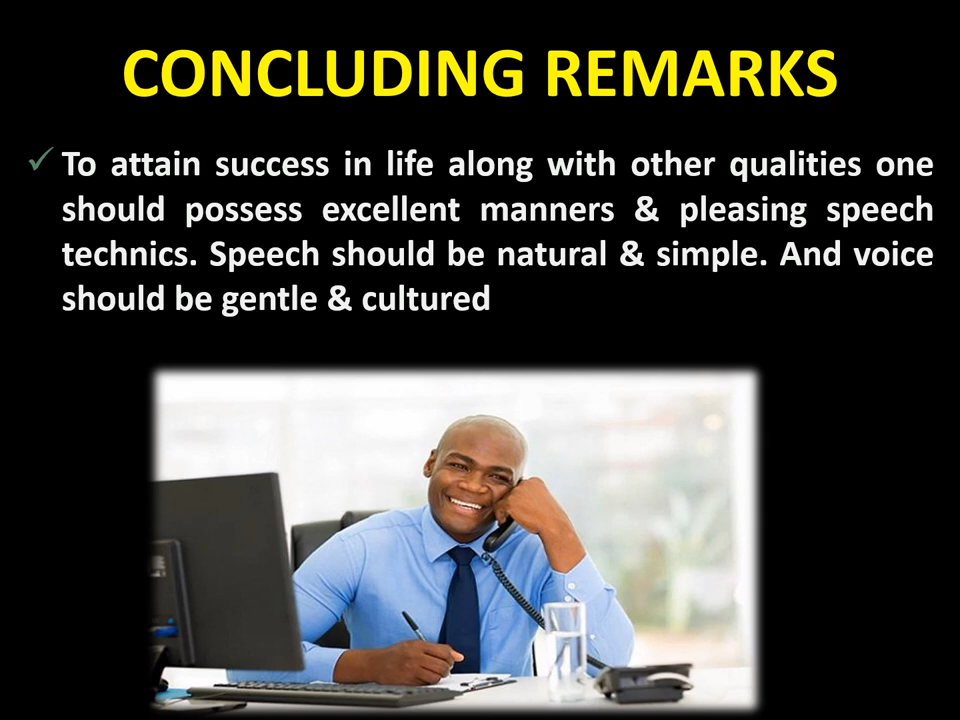 CONCLUDING REMARKS
To attain success in life along with other qualities one
should possess excellent manners & pleasing speech
technics. Speech should be natural & simple. And voice
should be gentle & cultured